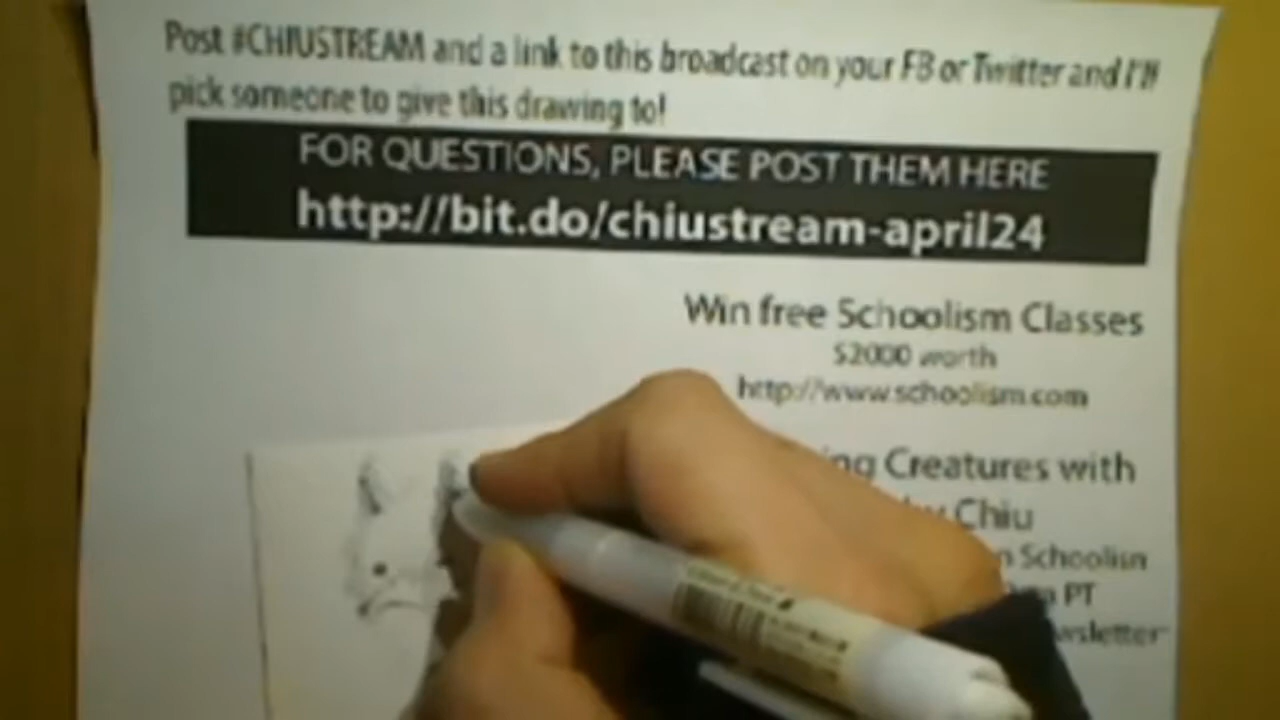 Post #CHIUSTREAM and a link to this broadcast on your FB or Twitter and I'll
pick someone to give this drawing to!
FOR QUESTIONS, PLEASE POST THEM HERE
http://bit.do/chiustream-april24
Win free Schoolism Classes
$2000 worth
http://www.schoolism.com
Creatures with
Chiu
Schoolism
PT